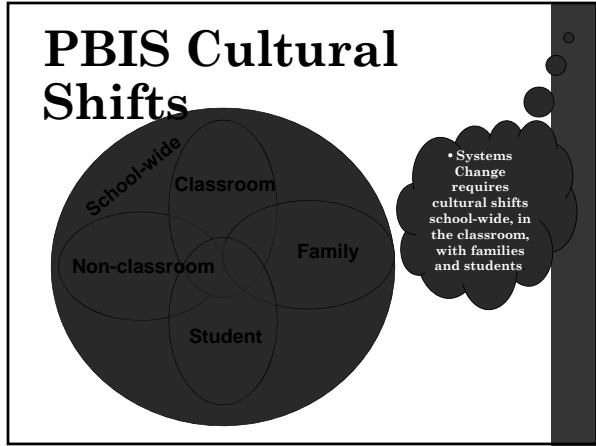 PBIS Cultural
Shifts
School-wide
Classroom
Non-classroom
Family
Student
• Systems
Change
requires
cultural shifts
school-wide, in
the classroom,
with families
and students